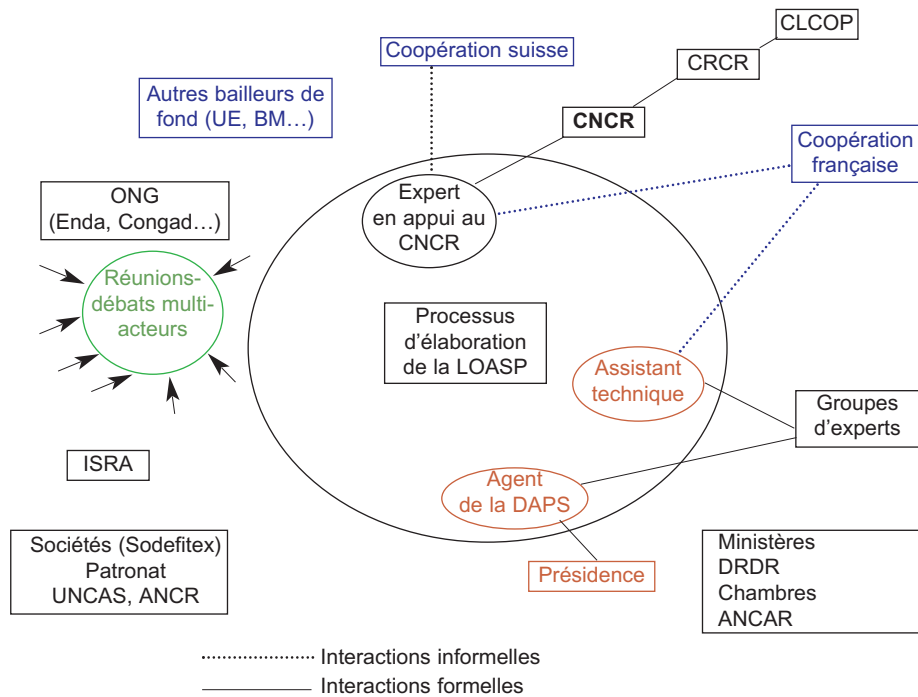 CLCOP
Coopération suisse
CRCR
Autres bailleurs de
fond (UE, BM…)
CNCR
Coopération
française
ONG
(Enda, Congad…)
Expert
en appui au
CNCR
Réunions-
débats multi-
acteurs
Processus
d'élaboration
de la LOASP
Assistant
technique
Groupes
d'experts
ISRA
Agent
de la DAPS
Sociétés (Sodefitex)
Patronat
UNCAS, ANCR
Présidence
Ministères
DRDR
Chambres
ANCAR
Interactions informelles
Interactions formelles